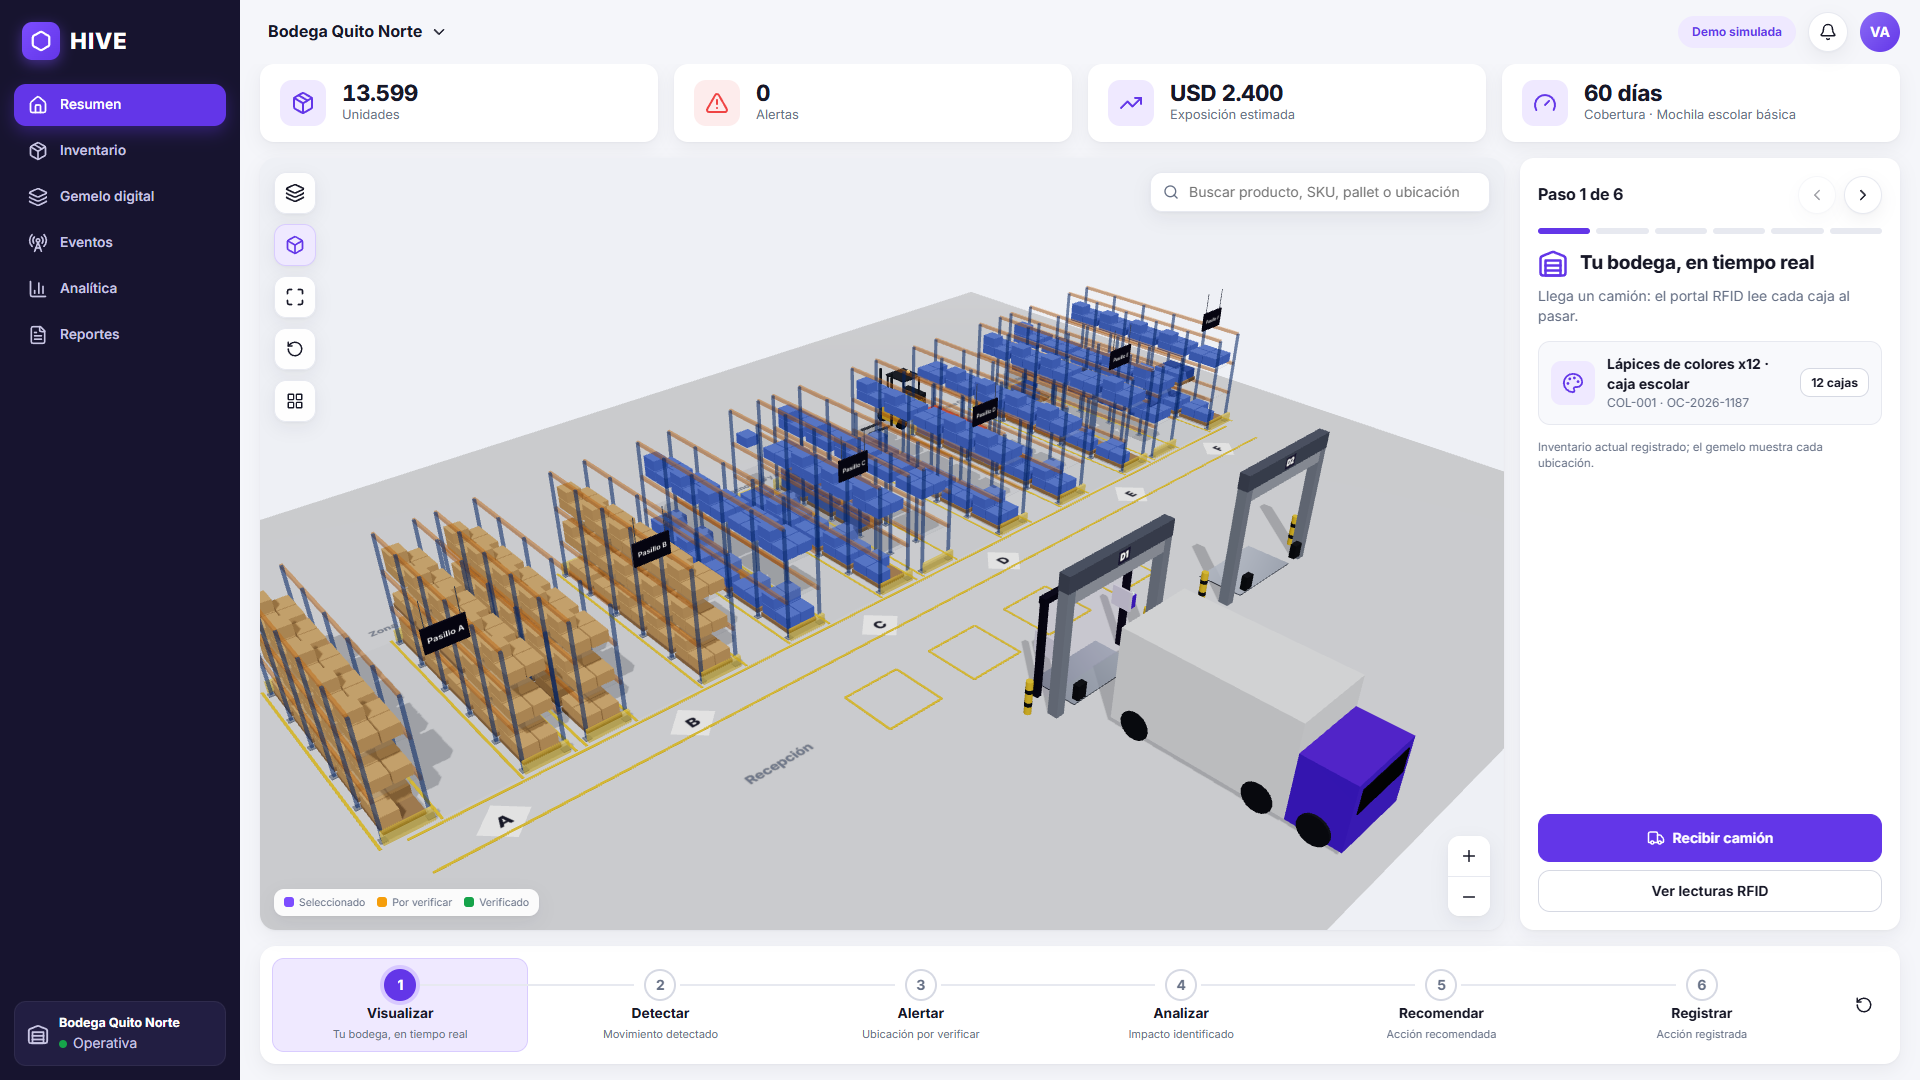 HIVE
Resumen
Inventario
Gemelo digital
Eventos
Analítica
Reportes
Bodega Quito Norte
Operativa
Bodega Quito Norte
Demo simulada
VA
13.599
Unidades
0
Alertas
USD 2.400
Exposición estimada
60 días
Cobertura · Mochila escolar básica
Buscar producto, SKU, pallet o ubicación
Pasillo A
Pasillo B
Pasillo C
Pasillo D
D1
D2
A
B
C
D
E
F
Recepción
Seleccionado
Por verificar
Verificado
Paso 1 de 6
Tu bodega, en tiempo real
Llega un camión: el portal RFID lee cada caja al
pasar.
Lápices de colores x12 ·
caja escolar
COL-001 · OC-2026-1187
12 cajas
Inventario actual registrado; el gemelo muestra cada
ubicación.
Recibir camión
Ver lecturas RFID
1
Visualizar
Tu bodega, en tiempo real
2
Detectar
Movimiento detectado
3
Alertar
Ubicación por verificar
4
Analizar
Impacto identificado
5
Recomendar
Acción recomendada
6
Registrar
Acción registrada